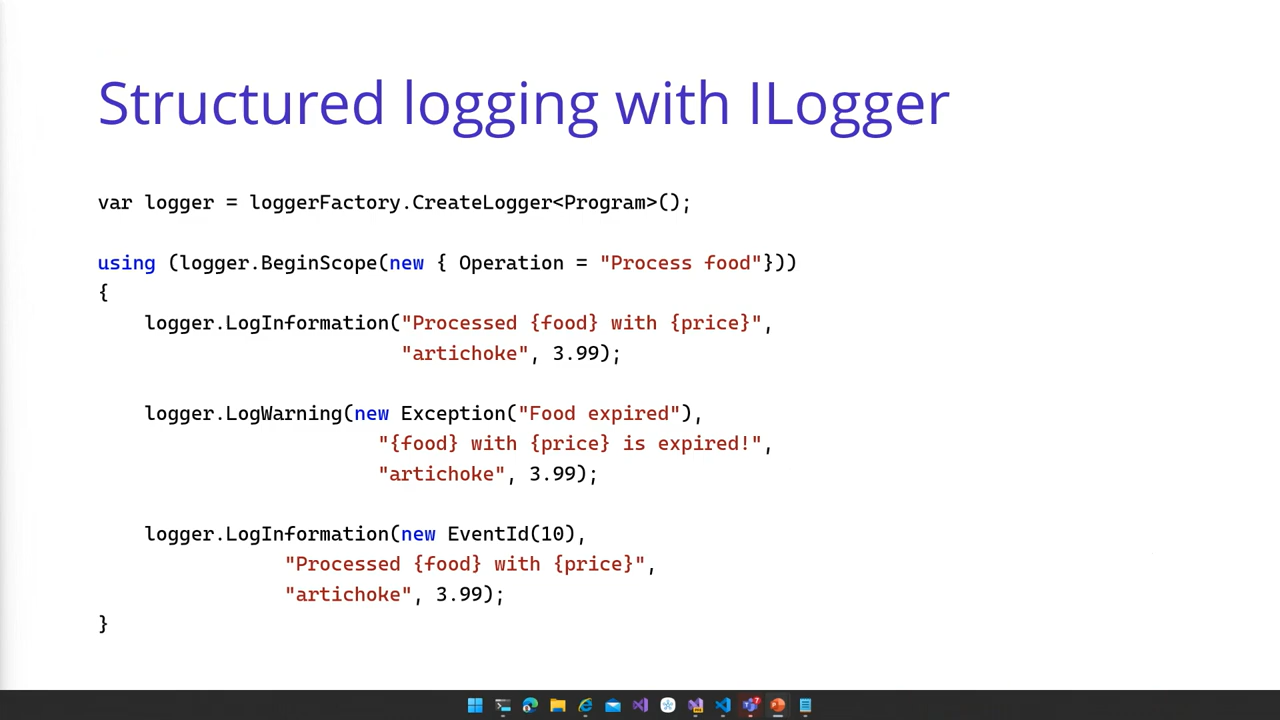 Structured logging with ILogger
var logger = loggerFactory.CreateLogger<Program>();
using (logger.BeginScope(new { Operation = "Process food"}))
{
logger.LogInformation("Processed {food} with {price}",
"artichoke", 3.99);
logger.LogWarning(new Exception("Food expired"),
"{food} with {price} is expired!",
"artichoke", 3.99);
logger.LogInformation(new EventId(10),
"Processed {food} with {price}",
"artichoke", 3.99);
}